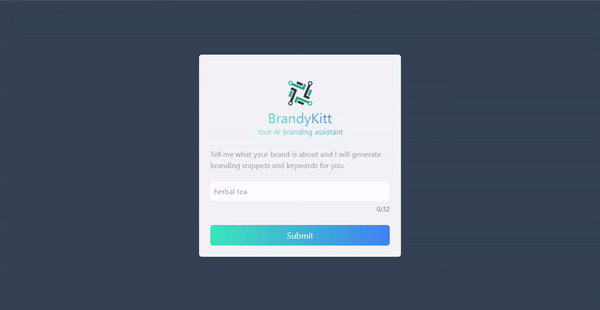 BrandyKitt
Your AI branding assistant
Tell me what your brand is about and I will generate
branding snippets and keywords for you.
herbal tea
0/32
Submit